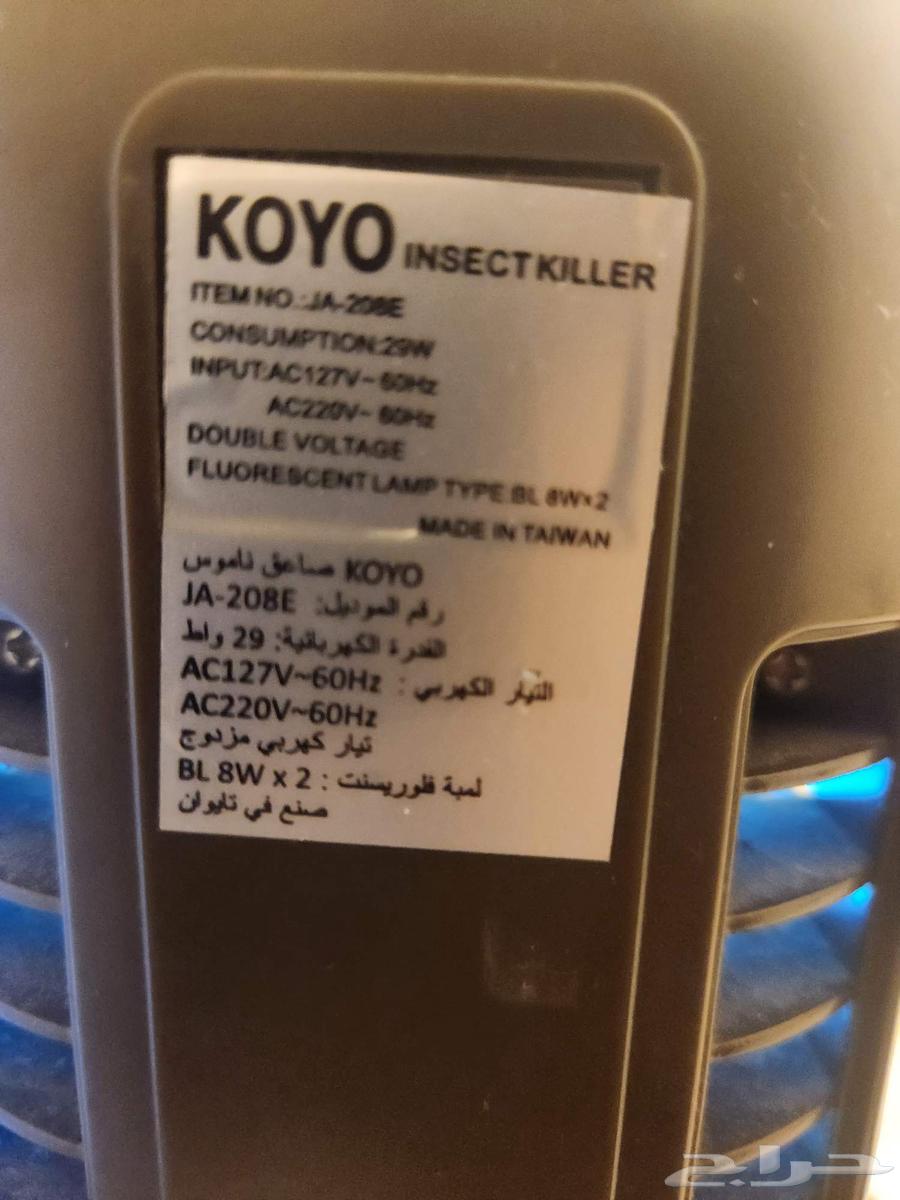 KOYO INSECT KILLER
ITEM NO.:JA-208E
CONSUMPTION:29W
INPUT:AC127V~60Hz
AC220V~60Hz
DOUBLE VOLTAGE
FLUORESCENT LAMP TYPE:BL 8W×2
MADE IN TAIWAN
KOYO صاعق ناموس
رقم الموديل: JA-208E
القدرة الكهربائية: 29 واط
التيار الكهربي : AC127V~60Hz
AC220V~60Hz
تيار كهربي مزدوج
لمبة فلوريسنت : BL 8W x 2
صنع في تايوان
حراج